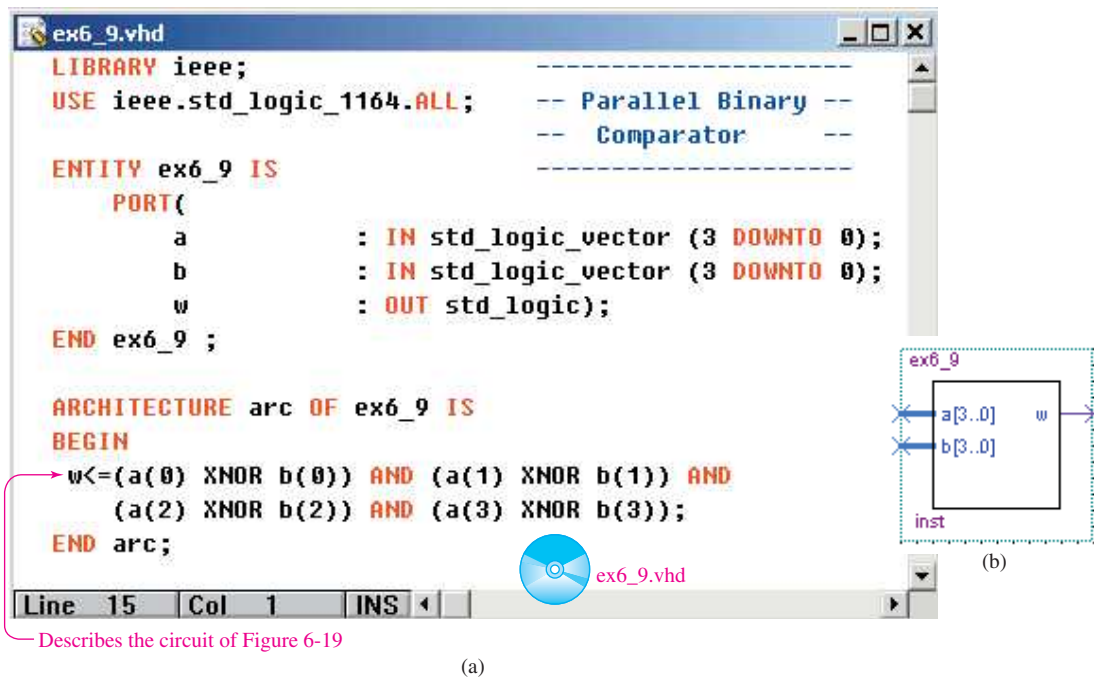 ex6_9.vhd
LIBRARY ieee; ---------------------
USE ieee.std_logic_1164.ALL; -- Parallel Binary --
-- Comparator --
ENTITY ex6_9 IS ---------------------
PORT(
a : IN std_logic_vector (3 DOWNTO 0);
b : IN std_logic_vector (3 DOWNTO 0);
w : OUT std_logic);
END ex6_9 ;
ARCHITECTURE arc OF ex6_9 IS
BEGIN
w<=(a(0) XNOR b(0)) AND (a(1) XNOR b(1)) AND
(a(2) XNOR b(2)) AND (a(3) XNOR b(3));
END arc;
ex6_9.vhd
Line 15 Col 1 INS
Describes the circuit of Figure 6-19
(a)
ex6_9
a[3..0] w
b[3..0]
inst
(b)